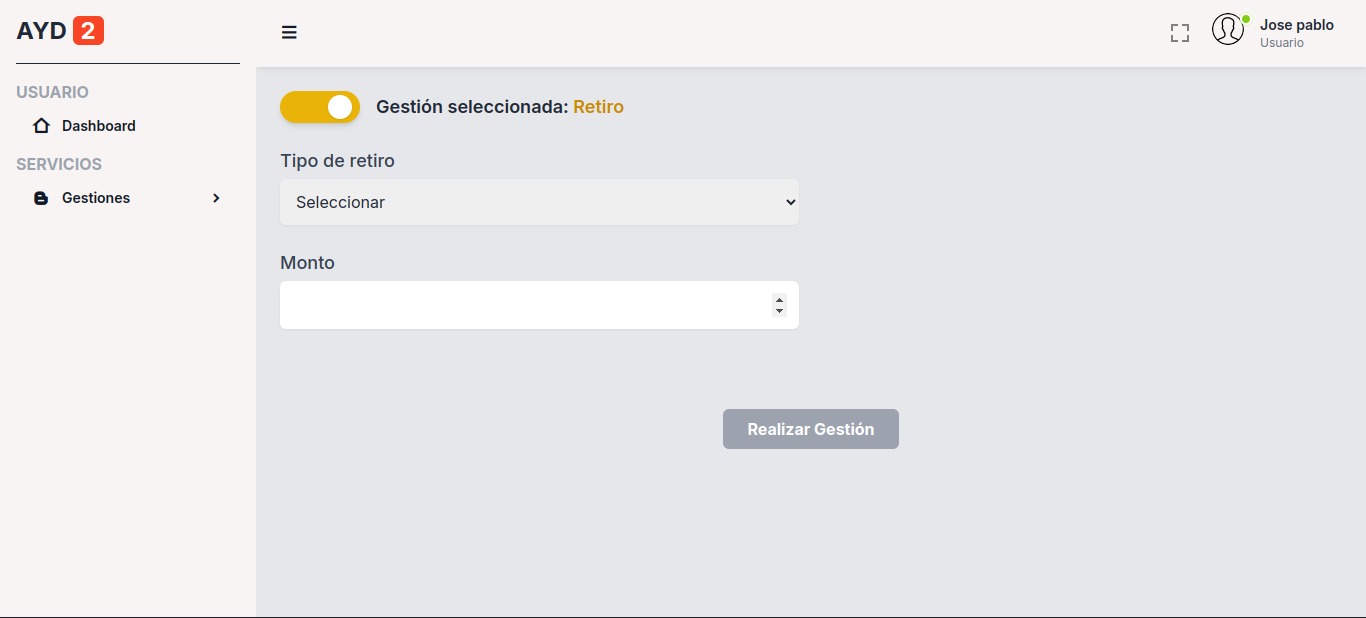 AYD 2
Jose pablo
Usuario
USUARIO
Dashboard
SERVICIOS
Gestiones
Gestión seleccionada: Retiro
Tipo de retiro
Seleccionar
Monto
Realizar Gestión